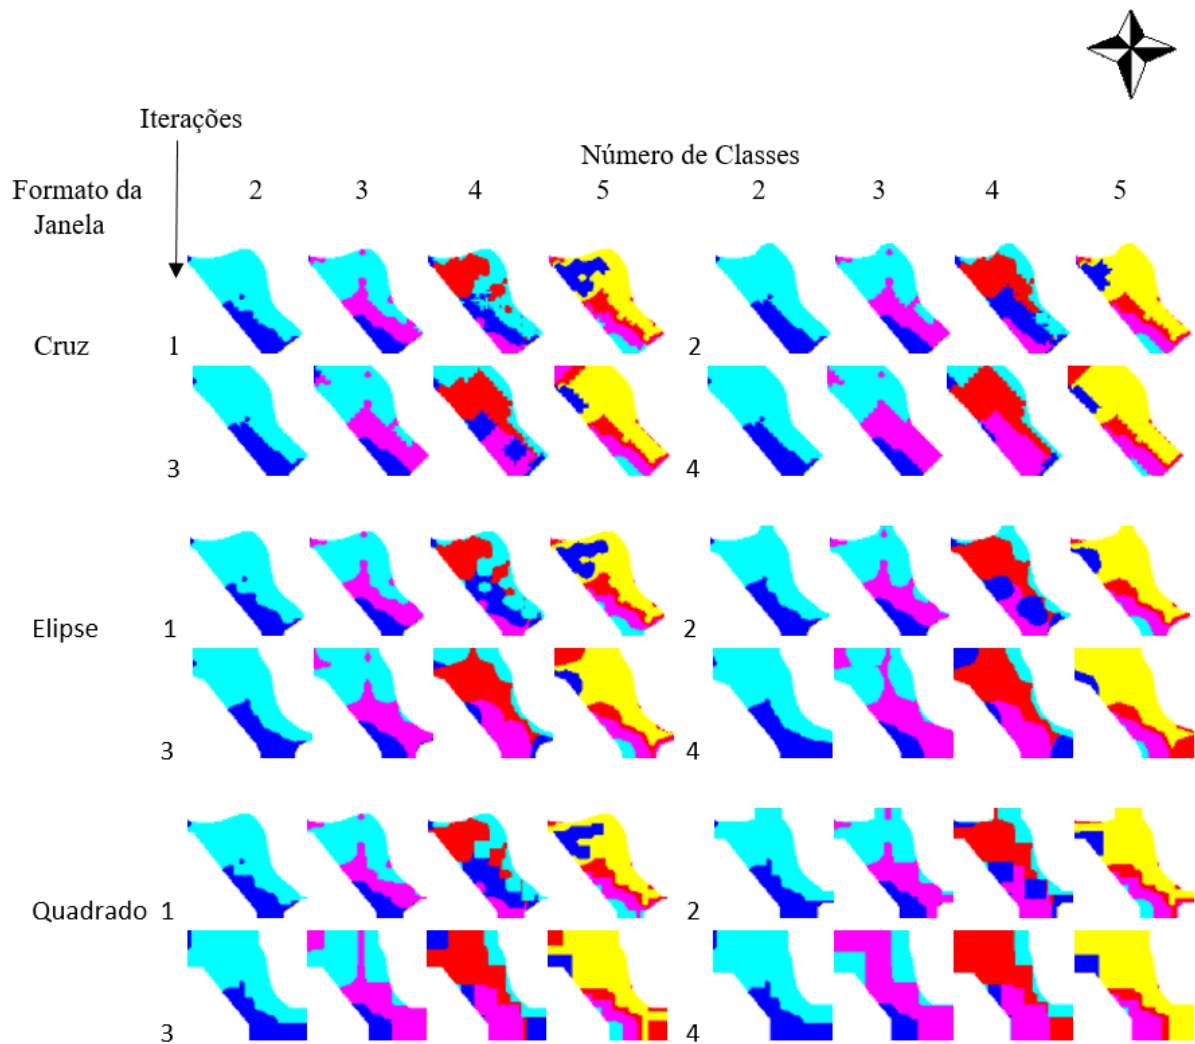 Iterações
Número de Classes
Formato da
Janela
2 3 4 5 2 3 4 5
Cruz 1 2
3 4
Elipse 1 2
3 4
Quadrado 1 2
3 4